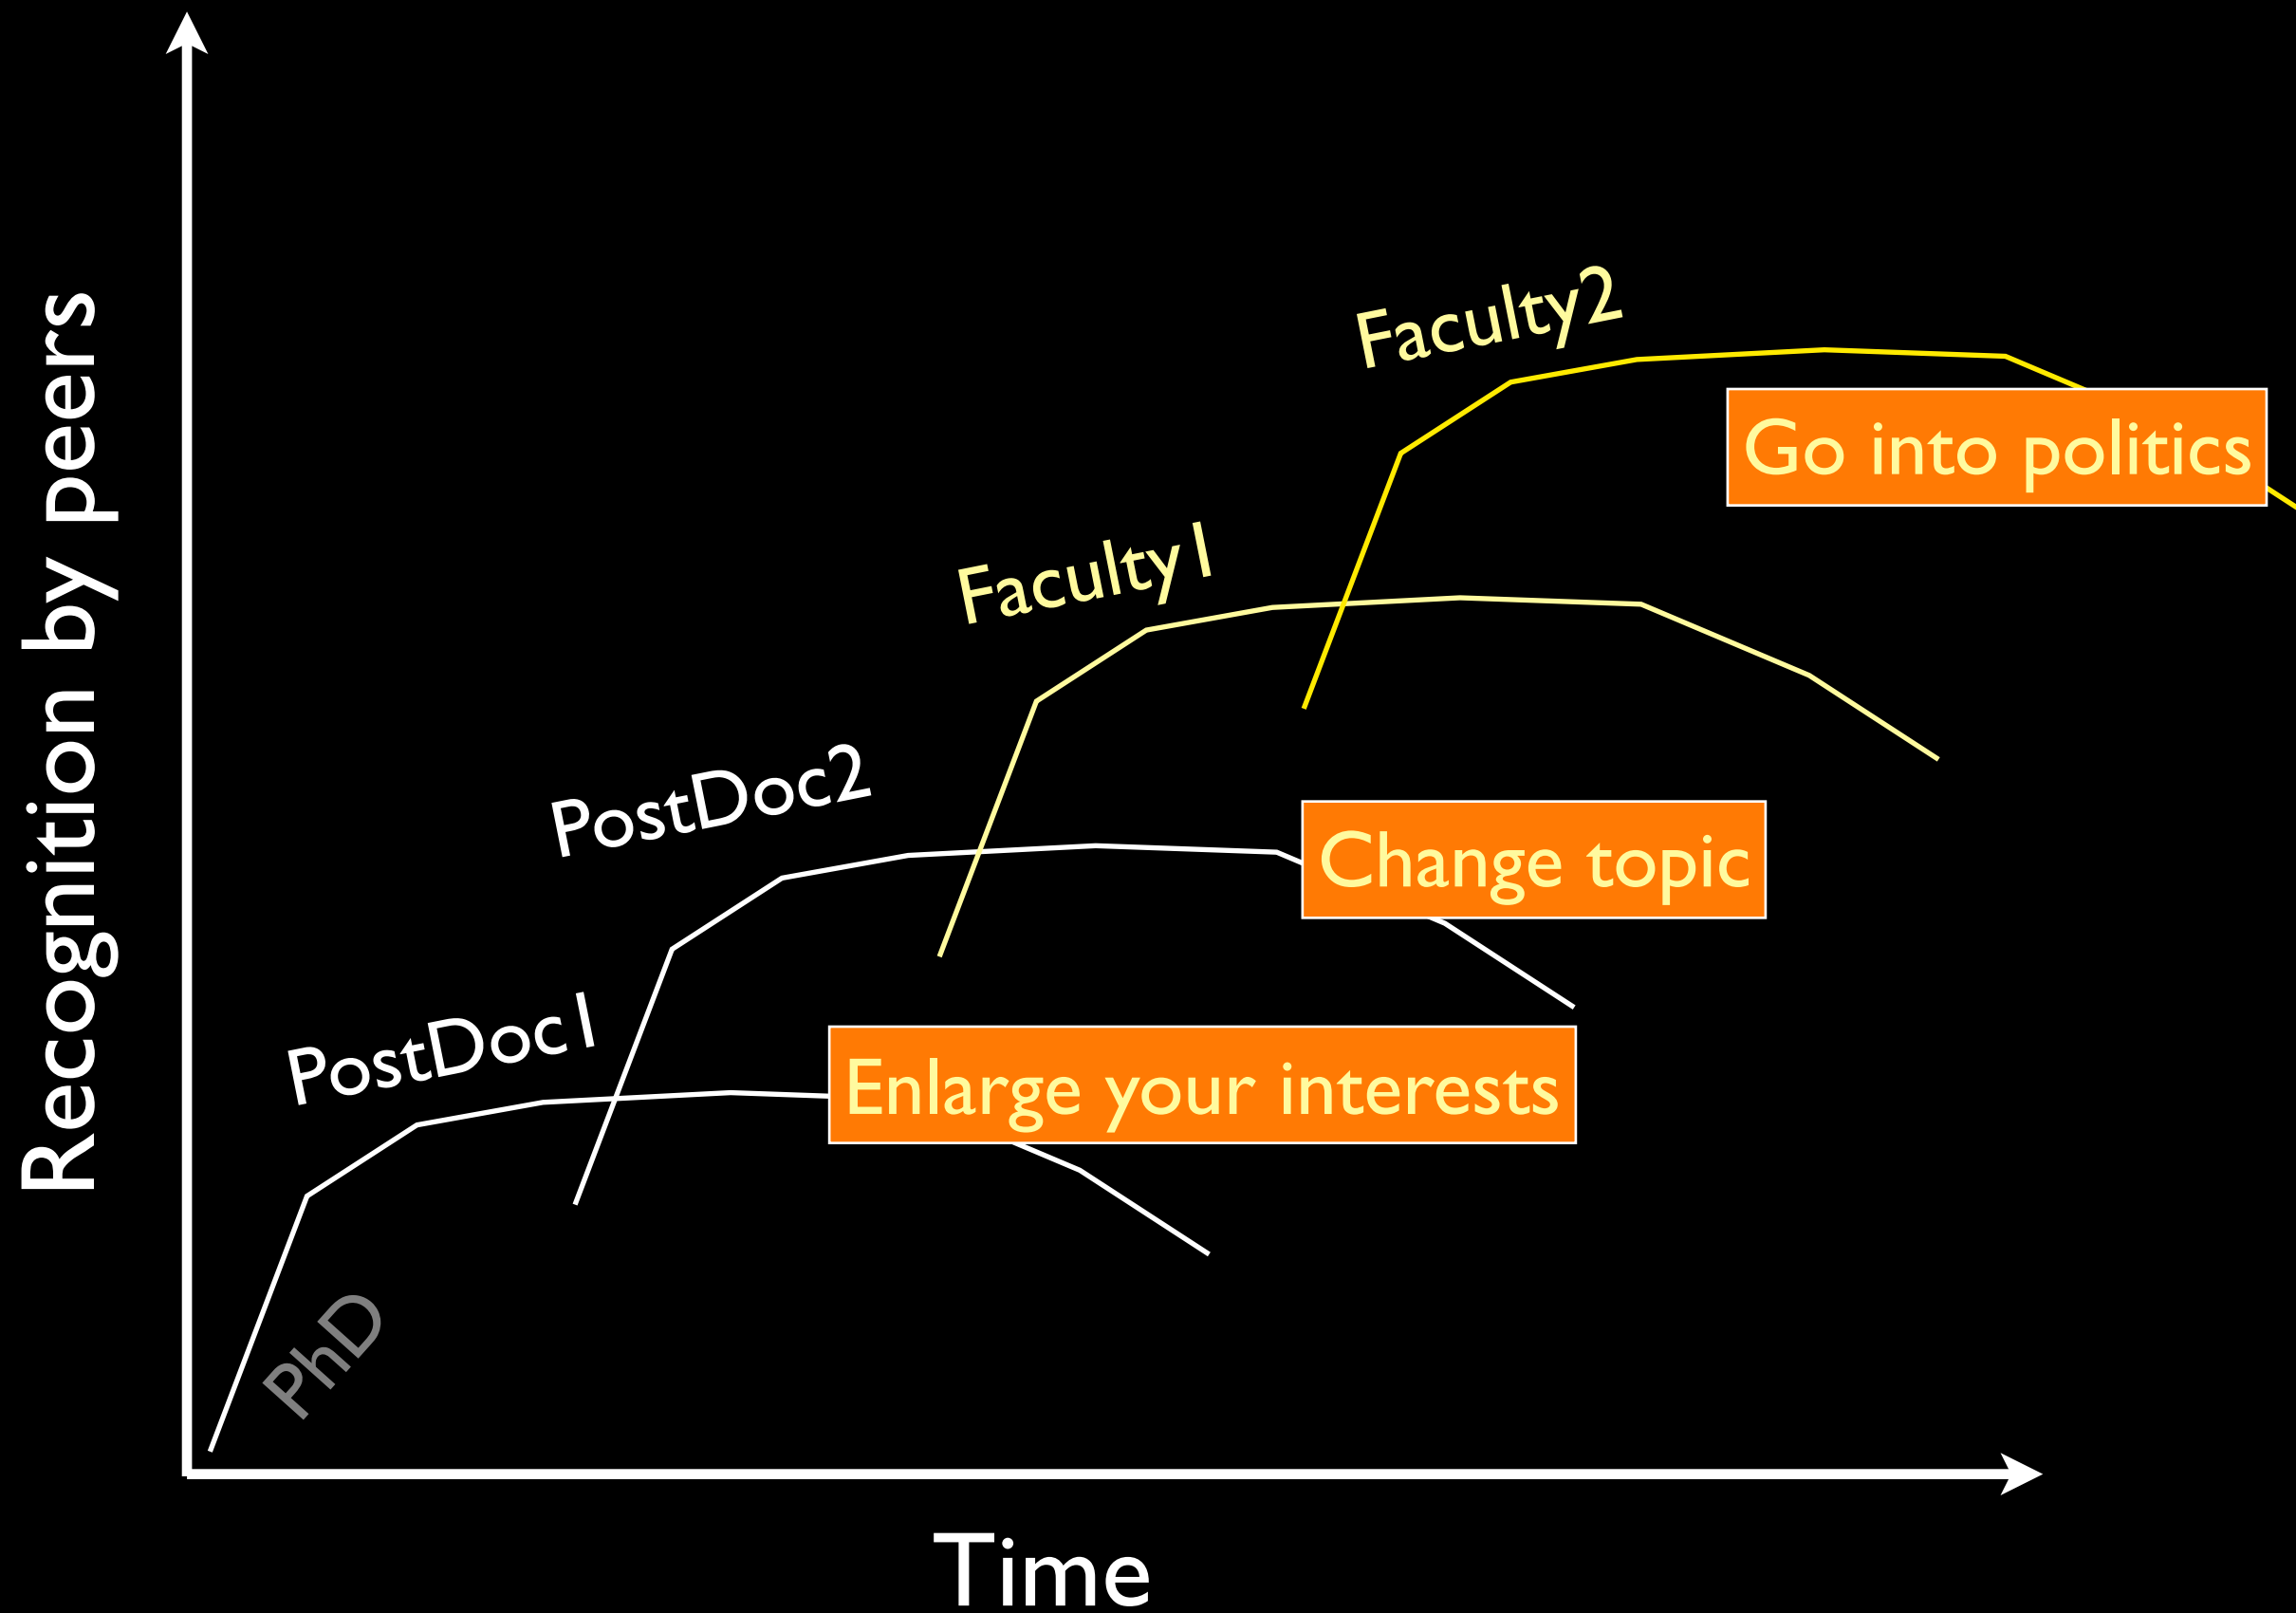 Recognition by peers
Faculty2
Go into politics
Faculty1
PostDoc2
Change topic
PostDoc1
Enlarge your interests
PhD
Time